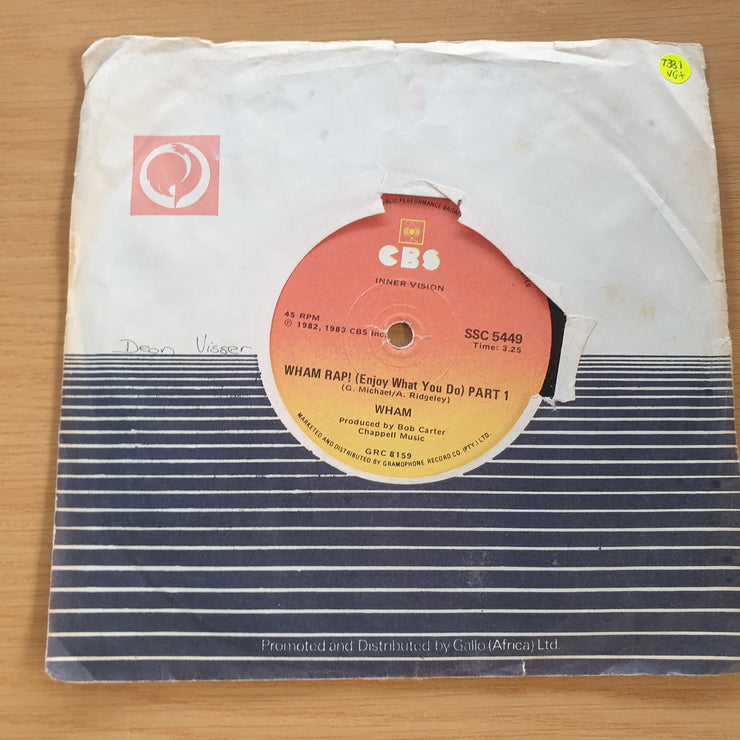 T331
VG+
PUBLIC PERFORMANCE BROAD
CBS
INNER VISION
45 RPM
℗ 1982, 1983 CBS Inc.
SSC 5449
Time: 3.25
WHAM RAP! (Enjoy What You Do) PART 1
(G. Michael/A. Ridgeley)
WHAM
Produced by Bob Carter
Chappell Music
GRC 8159
MARKETED AND DISTRIBUTED BY GRAMOPHONE RECORD CO. (PTY.) LTD.
Deon Visser
Promoted and Distributed by Gallo (Africa) Ltd.